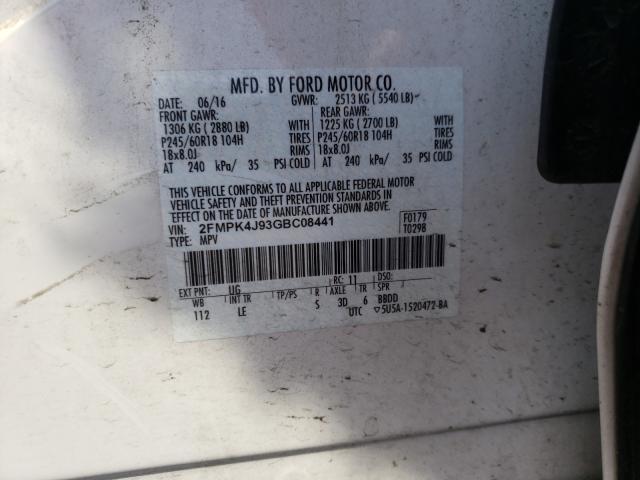 MFD. BY FORD MOTOR CO.
DATE: 06/16 GVWR: 2513 KG ( 5540 LB)
FRONT GAWR: REAR GAWR:
1306 KG ( 2880 LB) WITH 1225 KG ( 2700 LB) WITH
P245/60R18 104H TIRES P245/60R18 104H TIRES
18x8.0J RIMS 18x8.0J RIMS
AT 240 kPa/ 35 PSI COLD AT 240 kPa/ 35 PSI COLD
THIS VEHICLE CONFORMS TO ALL APPLICABLE FEDERAL MOTOR
VEHICLE SAFETY AND THEFT PREVENTION STANDARDS IN
EFFECT ON THE DATE OF MANUFACTURE SHOWN ABOVE.
VIN: 2FMPK4J93GBC08441 F0179
TYPE: MPV T0298
EXT PNT: UG RC: 11 DSO:
WB INT TR TP/PS R AXLE TR SPR
112 LE S 3D 6 BBDD
UTC ▽5U5A-1520472-BA